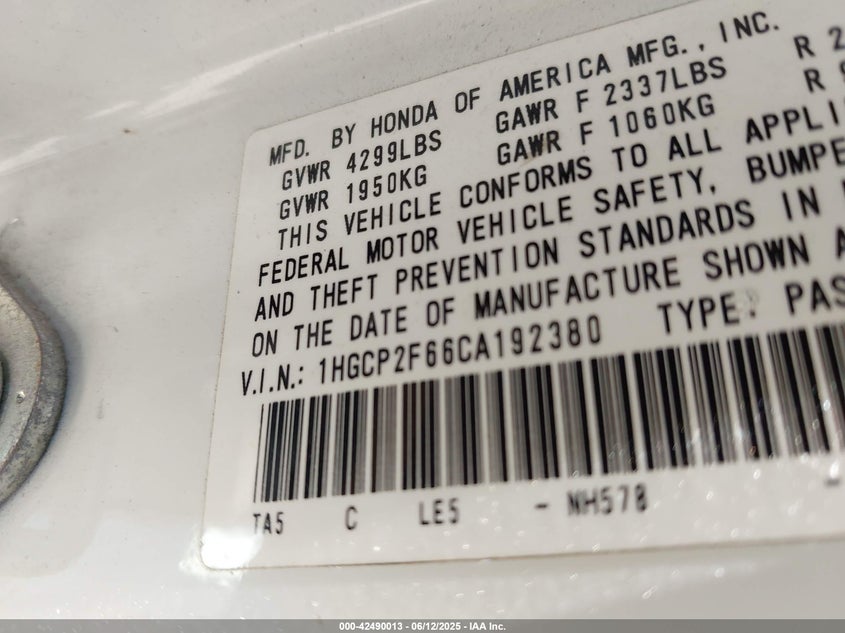 MFD. BY HONDA OF AMERICA MFG., INC.
GVWR 4299LBS GAWR F 2337LBS R 2
GVWR 1950KG GAWR F 1060KG R
THIS VEHICLE CONFORMS TO ALL APPLI
FEDERAL MOTOR VEHICLE SAFETY, BUMPE
AND THEFT PREVENTION STANDARDS IN
ON THE DATE OF MANUFACTURE SHOWN A
V.I.N.: 1HGCP2F66CA192380 TYPE: PAS
TA5 C LE5 - NH578 -
000-42490013 - 06/12/2025 - IAA Inc.